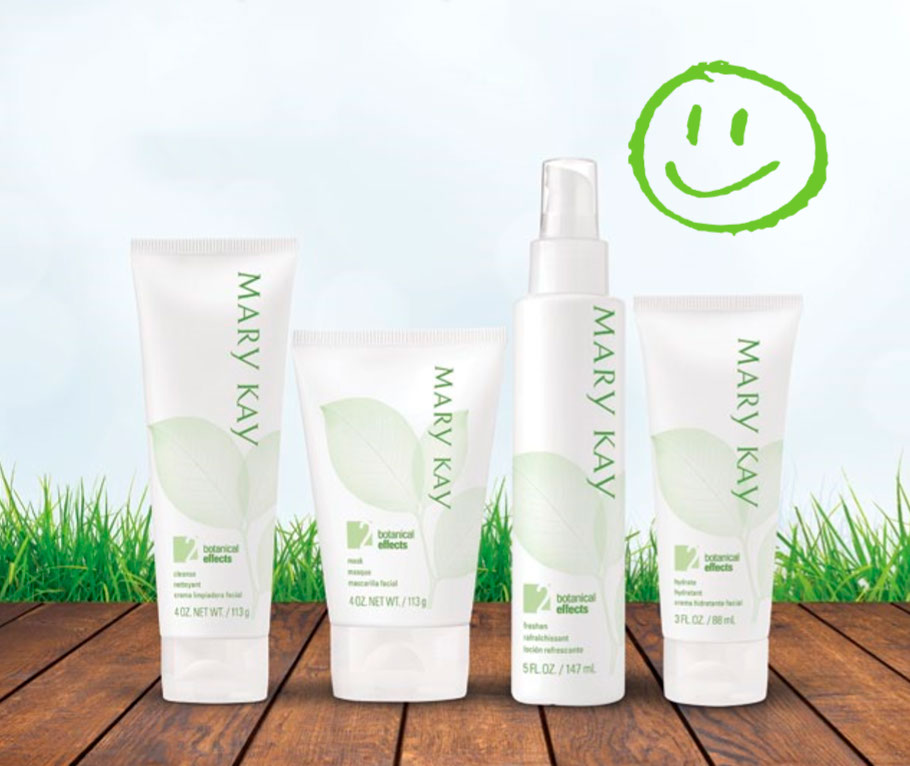 MARY KAY
2 botanical
effects
cleanse
nettoyant
crema limpiadora facial
4 OZ. NET WT. / 113 g
MARY KAY
2 botanical
effects
mask
masque
mascarilla facial
4 OZ. NET WT. / 113 g
MARY KAY
2 botanical
effects
freshen
rafraîchissant
loción refrescante
5 FL. OZ. / 147 mL
MARY KAY
2 botanical
effects
hydrate
hydratant
crema hidratante facial
3 FL. OZ. / 88 mL